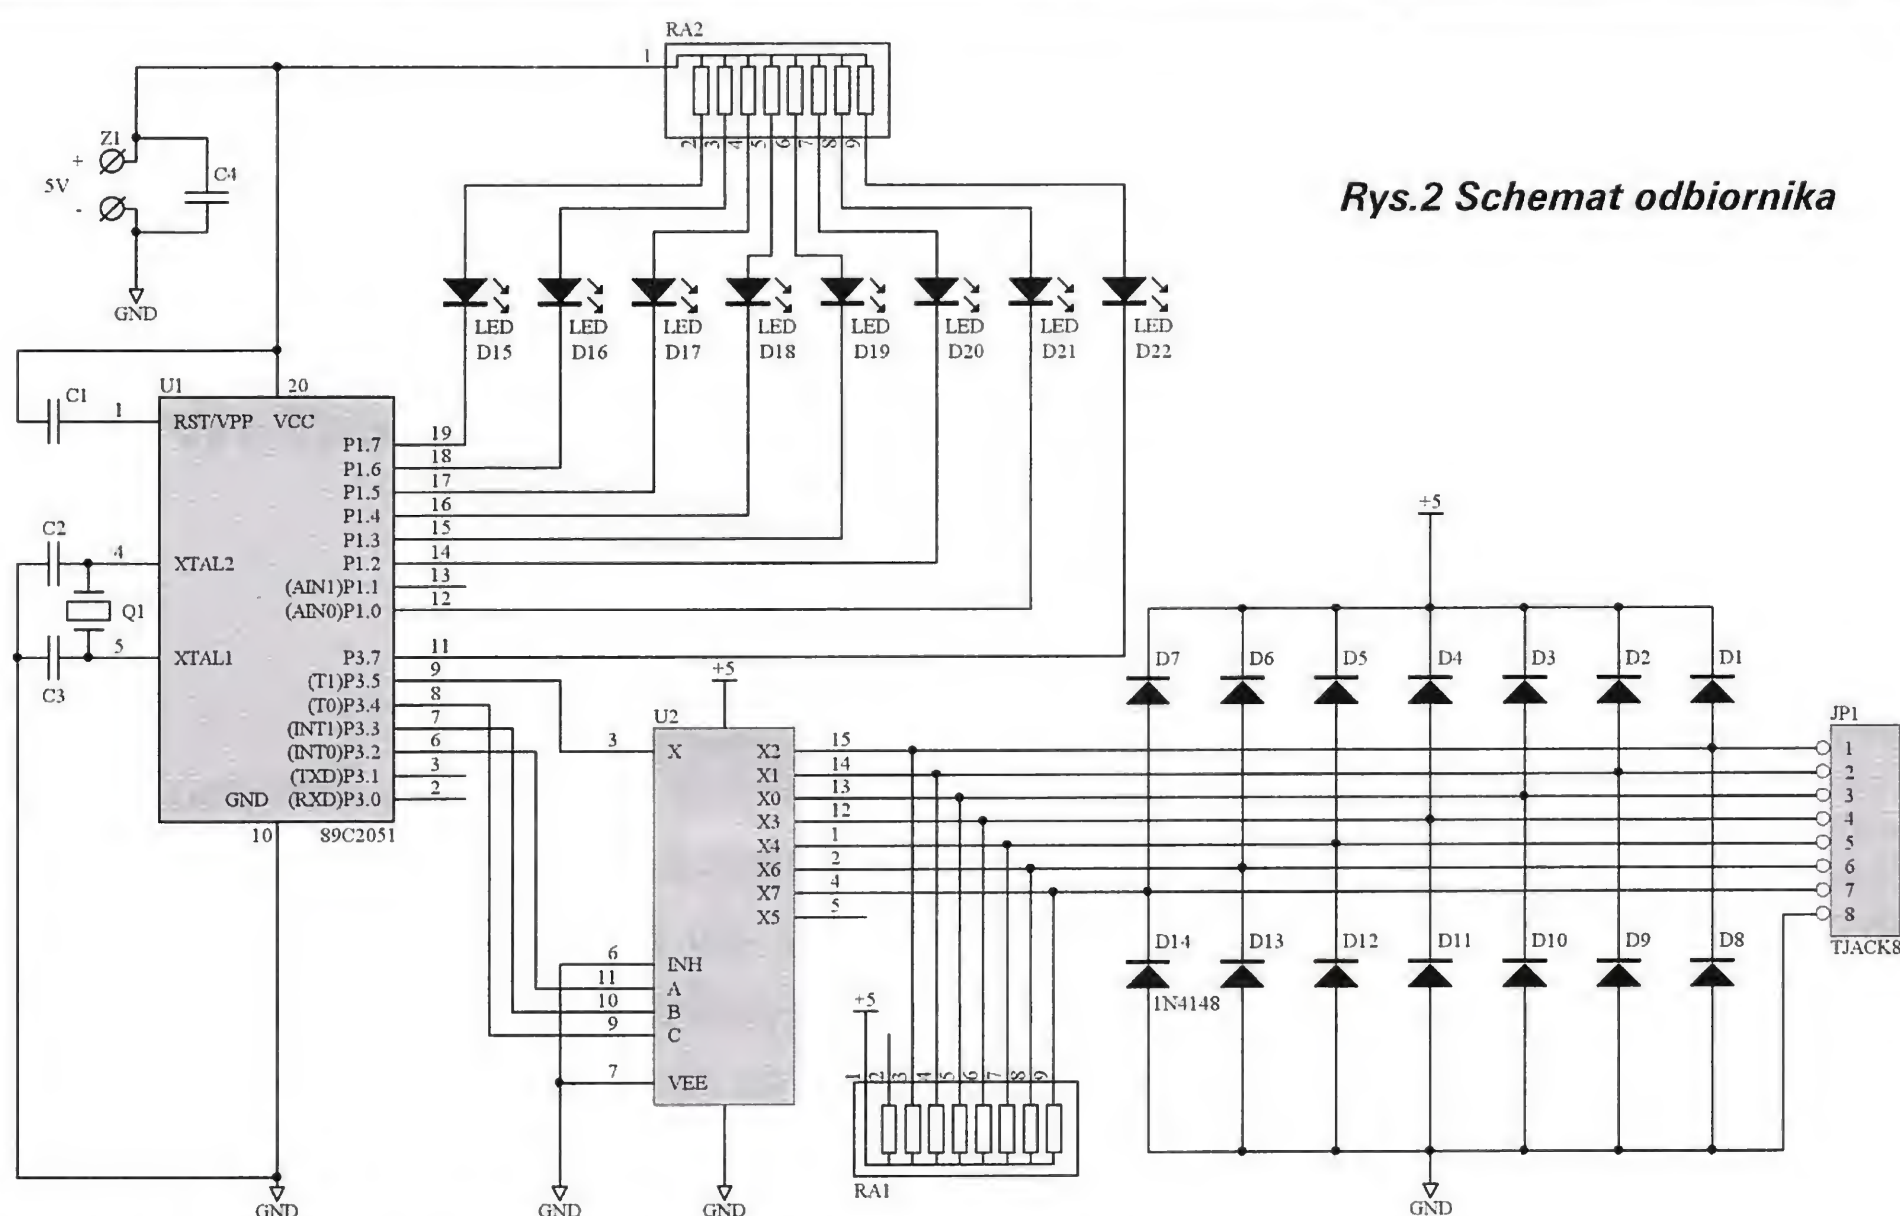 RA2
1
2 3 4 5 6 7 8 9
Z1
+
5V
-
C4
GND
Rys.2 Schemat odbiornika
LED D15
LED D16
LED D17
LED D18
LED D19
LED D20
LED D21
LED D22
C1
1
U1
20
RST/VPP VCC
P1.7 19
P1.6 18
P1.5 17
P1.4 16
P1.3 15
P1.2 14
(AIN1)P1.1 13
(AIN0)P1.0 12
C2
4
XTAL2
Q1
5
XTAL1
C3
P3.7 11
(T1)P3.5 9
(T0)P3.4 8
(INT1)P3.3 7
(INT0)P3.2 6
(TXD)P3.1 3
GND (RXD)P3.0 2
10
89C2051
GND
+5
U2
3 X
X2 15
X1 14
X0 13
X3 12
X4 1
X6 2
X7 4
X5 5
6 INH
11 A
10 B
9 C
7 VEE
GND
GND
+5
1 2 3 4 5 6 7 8 9
RA1
+5
D7 D6 D5 D4 D3 D2 D1
D14 D13 D12 D11 D10 D9 D8
1N4148
GND
JP1
1
2
3
4
5
6
7
8
TJACK8